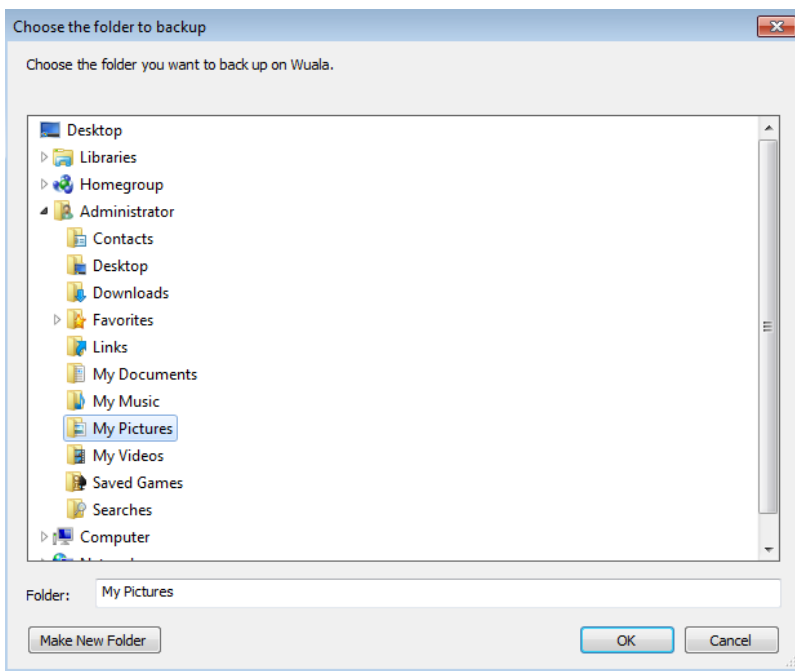 Choose the folder to backup
Choose the folder you want to back up on Wuala.
Desktop
Libraries
Homegroup
Administrator
Contacts
Desktop
Downloads
Favorites
Links
My Documents
My Music
My Pictures
My Videos
Saved Games
Searches
Computer
Folder: My Pictures
Make New Folder OK Cancel